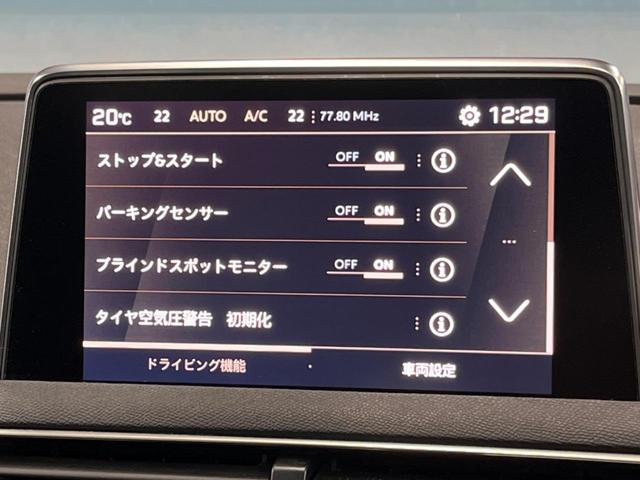 20℃ 22 AUTO A/C 22 77.80 MHz 12:29
ストップ&スタート OFF ON
パーキングセンサー OFF ON
ブラインドスポットモニター OFF ON
タイヤ空気圧警告 初期化
ドライビング機能 車両設定